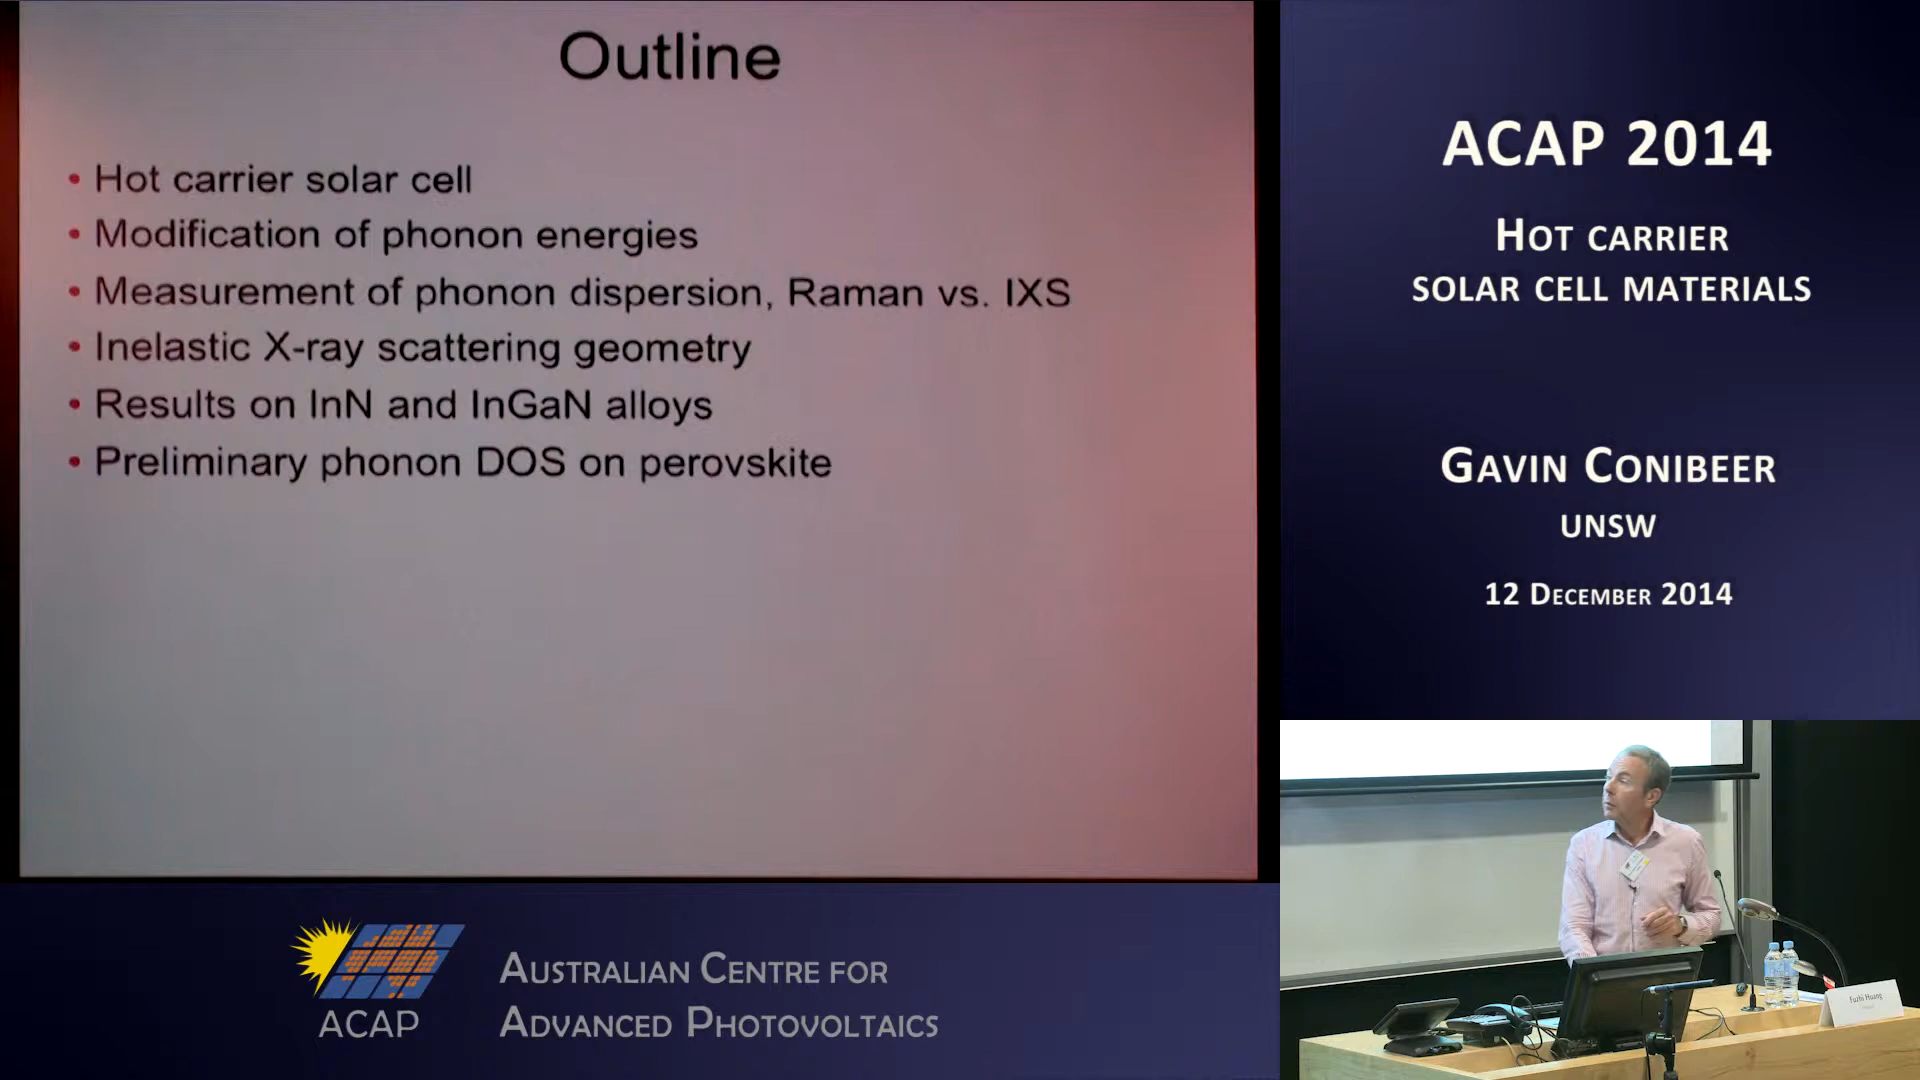 Outline
• Hot carrier solar cell
• Modification of phonon energies
• Measurement of phonon dispersion, Raman vs. IXS
• Inelastic X-ray scattering geometry
• Results on InN and InGaN alloys
• Preliminary phonon DOS on perovskite
ACAP 2014
HOT CARRIER
SOLAR CELL MATERIALS
GAVIN CONIBEER
UNSW
12 DECEMBER 2014
ACAP
AUSTRALIAN CENTRE FOR
ADVANCED PHOTOVOLTAICS
Fuzhi Huang